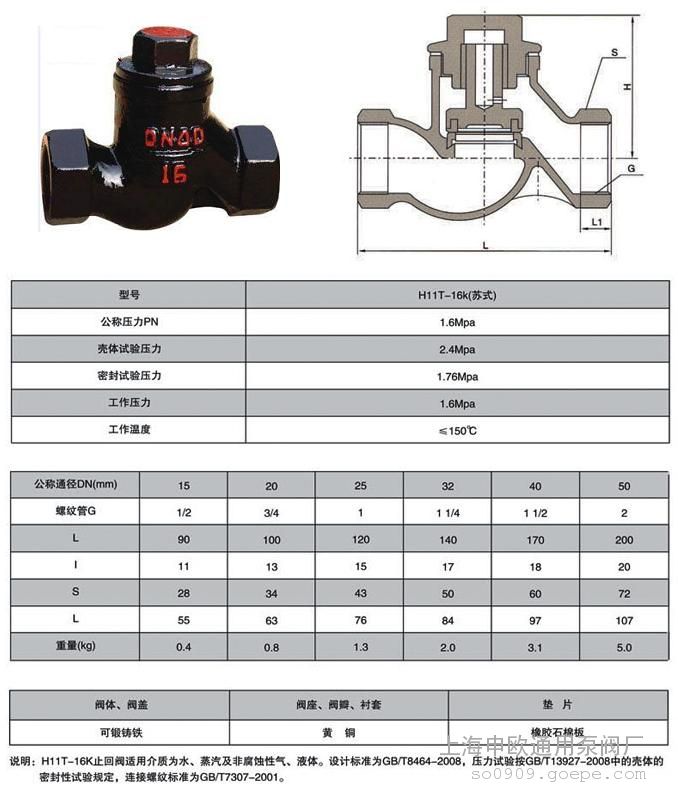 DN40
16
S
H
G
L1
L
型号 H11T-16k(苏式)
公称压力PN 1.6Mpa
壳体试验压力 2.4Mpa
密封试验压力 1.76Mpa
工作压力 1.6Mpa
工作温度 ≤150℃
公称通径DN(mm) 15 20 25 32 40 50
螺纹管G 1/2 3/4 1 1 1/4 1 1/2 2
L 90 100 120 140 170 200
I 11 13 15 17 18 20
S 28 34 43 50 60 72
L 55 63 76 84 97 107
重量(kg) 0.4 0.8 1.3 2.0 3.1 5.0
阀体、阀盖 阀座、阀瓣、衬套 垫 片
可锻铸铁 黄 铜 橡胶石棉板
上海申欧通用泵阀厂
说明: H11T-16K止回阀适用介质为水、蒸汽及非腐蚀性气、液体。设计标准为GB/T8464-2008，压力试验按GB/T13927-2008中的壳体的
密封性试验规定，连接螺纹标准为GB/T7307-2001。
so0909.goepe.com